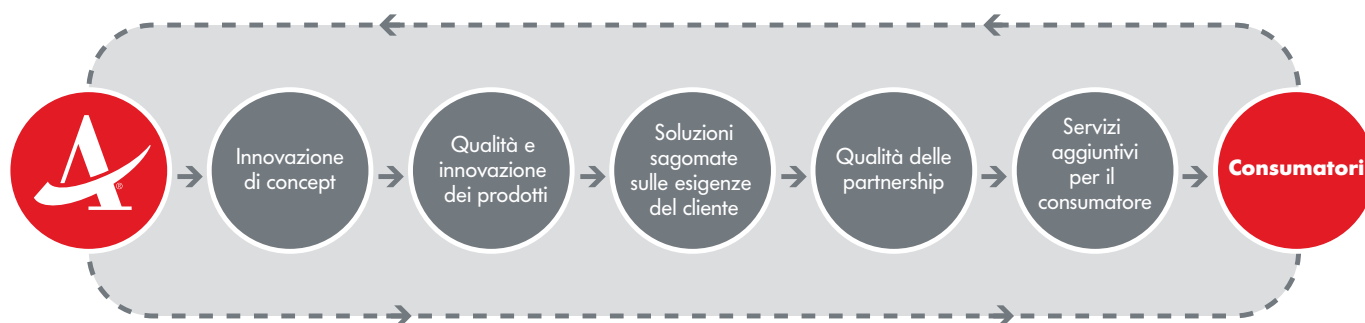 A
®
Innovazione
di concept
Qualità e
innovazione
dei prodotti
Soluzioni
sagomate
sulle esigenze
del cliente
Qualità delle
partnership
Servizi
aggiuntivi
per il
consumatore
Consumatori